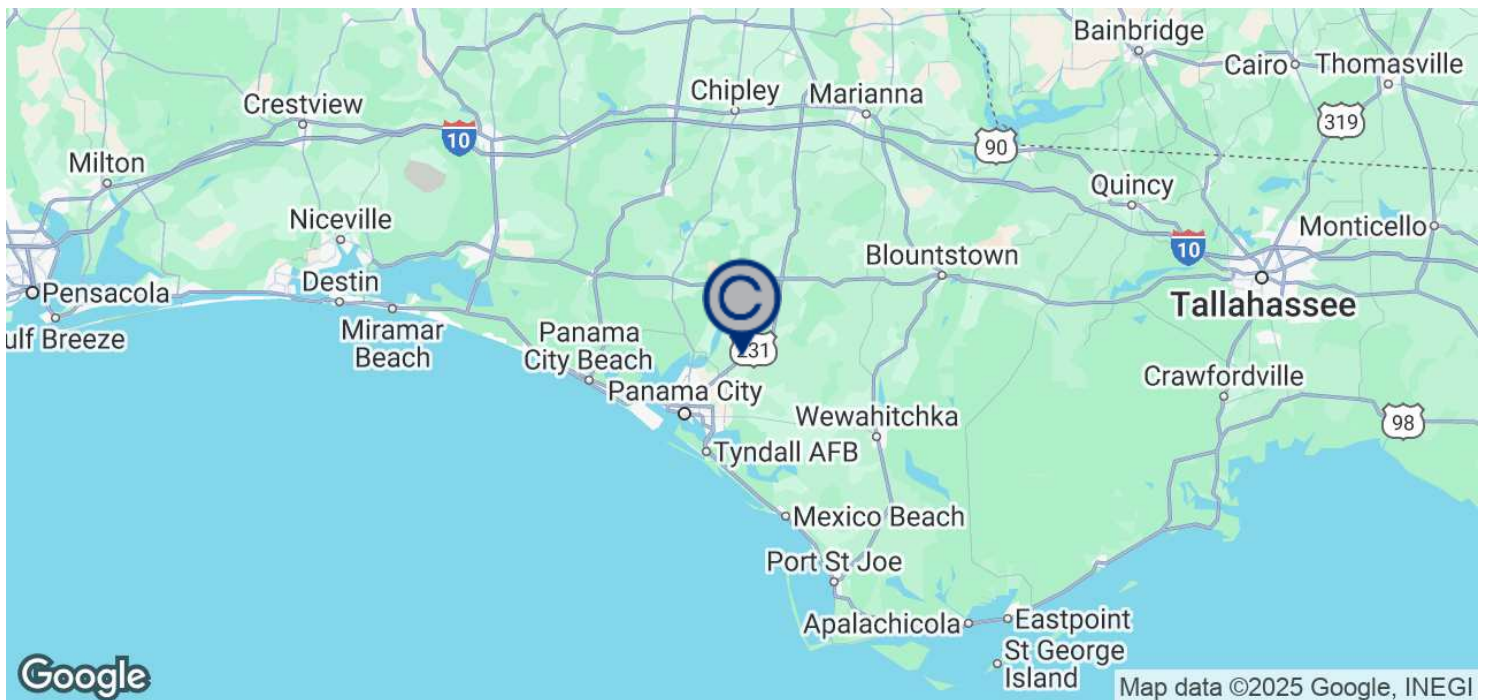 Bainbridge
Cairo
Thomasville
Chipley
Marianna
Crestview
10
319
90
Milton
Quincy
Niceville
Monticello
10
Blountstown
Destin
Pensacola
Tallahassee
C
ulf Breeze
Miramar
Beach
Panama
City Beach
231
Crawfordville
Panama City
Wewahitchka
98
Tyndall AFB
Mexico Beach
Port St Joe
Apalachicola
Eastpoint
St George
Island
Google
Map data ©2025 Google, INEGI